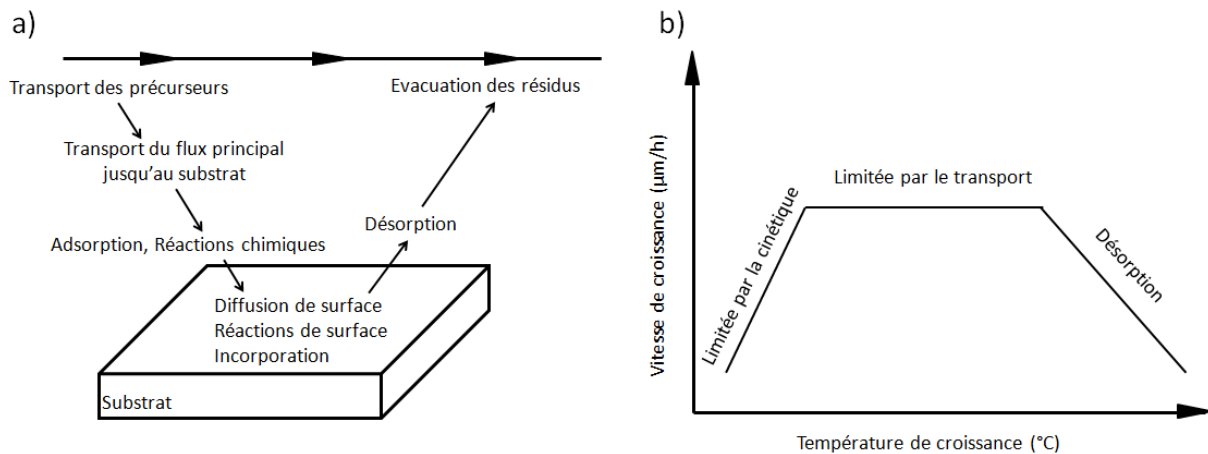 a)
Transport des précurseurs
Evacuation des résidus
Transport du flux principal
jusqu'au substrat
Désorption
Adsorption, Réactions chimiques
Diffusion de surface
Réactions de surface
Incorporation
Substrat
b)
Vitesse de croissance (µm/h)
Limitée par la cinétique
Limitée par le transport
Désorption
Température de croissance (°C)